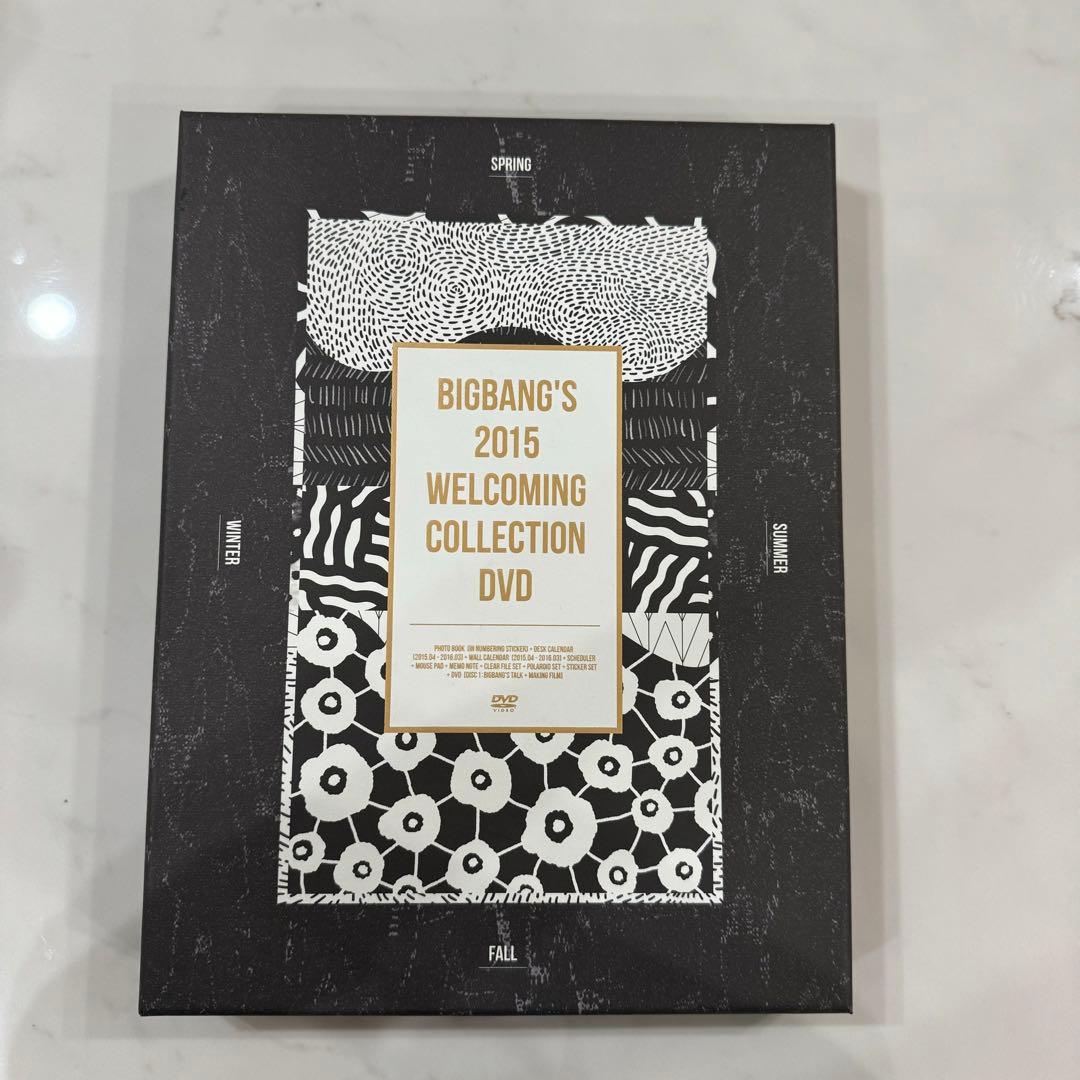 SPRING
WINTER
SUMMER
BIGBANG'S
2015
WELCOMING
COLLECTION
DVD
PHOTO BOOK (IN NUMBERING STICKER) + DESK CALENDAR
(2015.04 - 2016.03) + WALL CALENDAR (2015.04 - 2016.03) + SCHEDULER
+ MOUSE PAD + MEMO NOTE + CLEAR FILE SET + POLAROID SET + STICKER SET
+ DVD (DISC 1 : BIGBANG'S TALK + MAKING FILM)
DVD
VIDEO
FALL